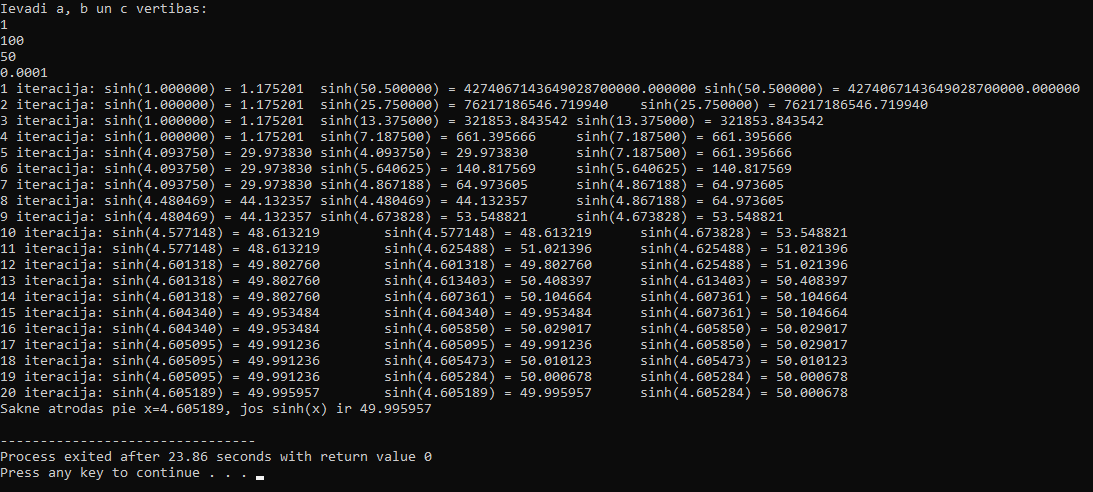 Ievadi a, b un c vertibas:
1
100
50
0.0001
1 iteracija: sinh(1.000000) = 1.175201  sinh(50.500000) = 4274067143649028700000.000000 sinh(50.500000) = 4274067143649028700000.000000
2 iteracija: sinh(1.000000) = 1.175201  sinh(25.750000) = 76217186546.719940    sinh(25.750000) = 76217186546.719940
3 iteracija: sinh(1.000000) = 1.175201  sinh(13.375000) = 321853.843542 sinh(13.375000) = 321853.843542
4 iteracija: sinh(1.000000) = 1.175201  sinh(7.187500) = 661.395666     sinh(7.187500) = 661.395666
5 iteracija: sinh(4.093750) = 29.973830 sinh(4.093750) = 29.973830      sinh(7.187500) = 661.395666
6 iteracija: sinh(4.093750) = 29.973830 sinh(5.640625) = 140.817569     sinh(5.640625) = 140.817569
7 iteracija: sinh(4.093750) = 29.973830 sinh(4.867188) = 64.973605      sinh(4.867188) = 64.973605
8 iteracija: sinh(4.480469) = 44.132357 sinh(4.480469) = 44.132357      sinh(4.867188) = 64.973605
9 iteracija: sinh(4.480469) = 44.132357 sinh(4.673828) = 53.548821      sinh(4.673828) = 53.548821
10 iteracija: sinh(4.577148) = 48.613219        sinh(4.577148) = 48.613219      sinh(4.673828) = 53.548821
11 iteracija: sinh(4.577148) = 48.613219        sinh(4.625488) = 51.021396      sinh(4.625488) = 51.021396
12 iteracija: sinh(4.601318) = 49.802760        sinh(4.601318) = 49.802760      sinh(4.625488) = 51.021396
13 iteracija: sinh(4.601318) = 49.802760        sinh(4.613403) = 50.408397      sinh(4.613403) = 50.408397
14 iteracija: sinh(4.601318) = 49.802760        sinh(4.607361) = 50.104664      sinh(4.607361) = 50.104664
15 iteracija: sinh(4.604340) = 49.953484        sinh(4.604340) = 49.953484      sinh(4.607361) = 50.104664
16 iteracija: sinh(4.604340) = 49.953484        sinh(4.605850) = 50.029017      sinh(4.605850) = 50.029017
17 iteracija: sinh(4.605095) = 49.991236        sinh(4.605095) = 49.991236      sinh(4.605850) = 50.029017
18 iteracija: sinh(4.605095) = 49.991236        sinh(4.605473) = 50.010123      sinh(4.605473) = 50.010123
19 iteracija: sinh(4.605095) = 49.991236        sinh(4.605284) = 50.000678      sinh(4.605284) = 50.000678
20 iteracija: sinh(4.605189) = 49.995957        sinh(4.605189) = 49.995957      sinh(4.605284) = 50.000678
Sakne atrodas pie x=4.605189, jos sinh(x) ir 49.995957
--------------------------------
Process exited after 23.86 seconds with return value 0
Press any key to continue . . .